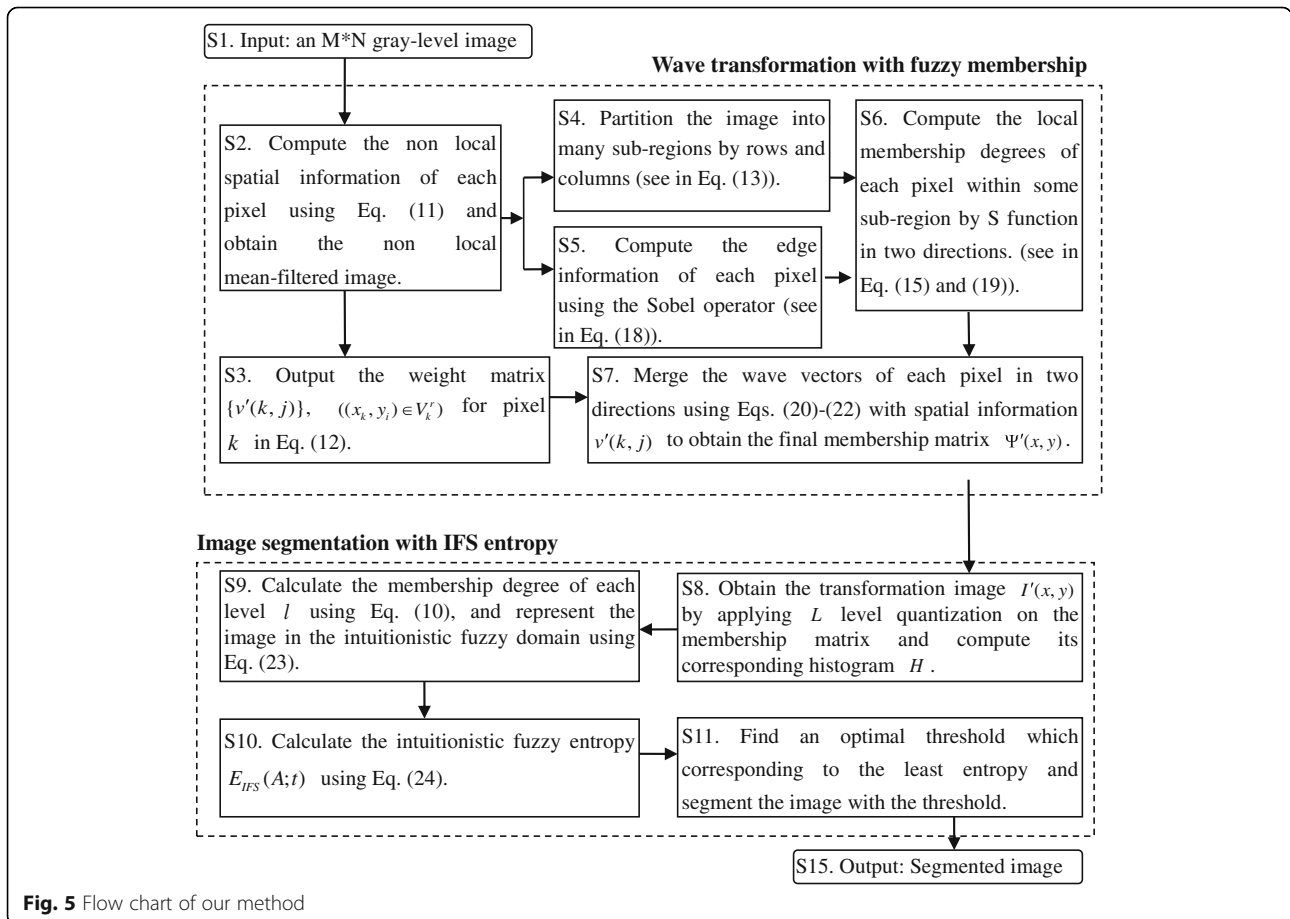 S1. Input: an M*N gray-level image
Wave transformation with fuzzy membership
S2. Compute the non local
spatial information of each
pixel using Eq. (11) and
obtain the non local
mean-filtered image.
S4. Partition the image into
many sub-regions by rows and
columns (see in Eq. (13)).
S5. Compute the edge
information of each pixel
using the Sobel operator (see
in Eq. (18)).
S6. Compute the local
membership degrees of
each pixel within some
sub-region by S function
in two directions. (see in
Eq. (15) and (19)).
S3. Output the weight matrix
{v′(k, j)}, ((x_k, y_i) ∈ V_k^r) for pixel
k in Eq. (12).
S7. Merge the wave vectors of each pixel in two
directions using Eqs. (20)-(22) with spatial information
v′(k, j) to obtain the final membership matrix Ψ′(x, y).
Image segmentation with IFS entropy
S9. Calculate the membership degree of each
level l using Eq. (10), and represent the
image in the intuitionistic fuzzy domain using
Eq. (23).
S8. Obtain the transformation image I′(x, y)
by applying L level quantization on the
membership matrix and compute its
corresponding histogram H.
S10. Calculate the intuitionistic fuzzy entropy
E_IFS(A;t) using Eq. (24).
S11. Find an optimal threshold which
corresponding to the least entropy and
segment the image with the threshold.
S15. Output: Segmented image
Fig. 5 Flow chart of our method